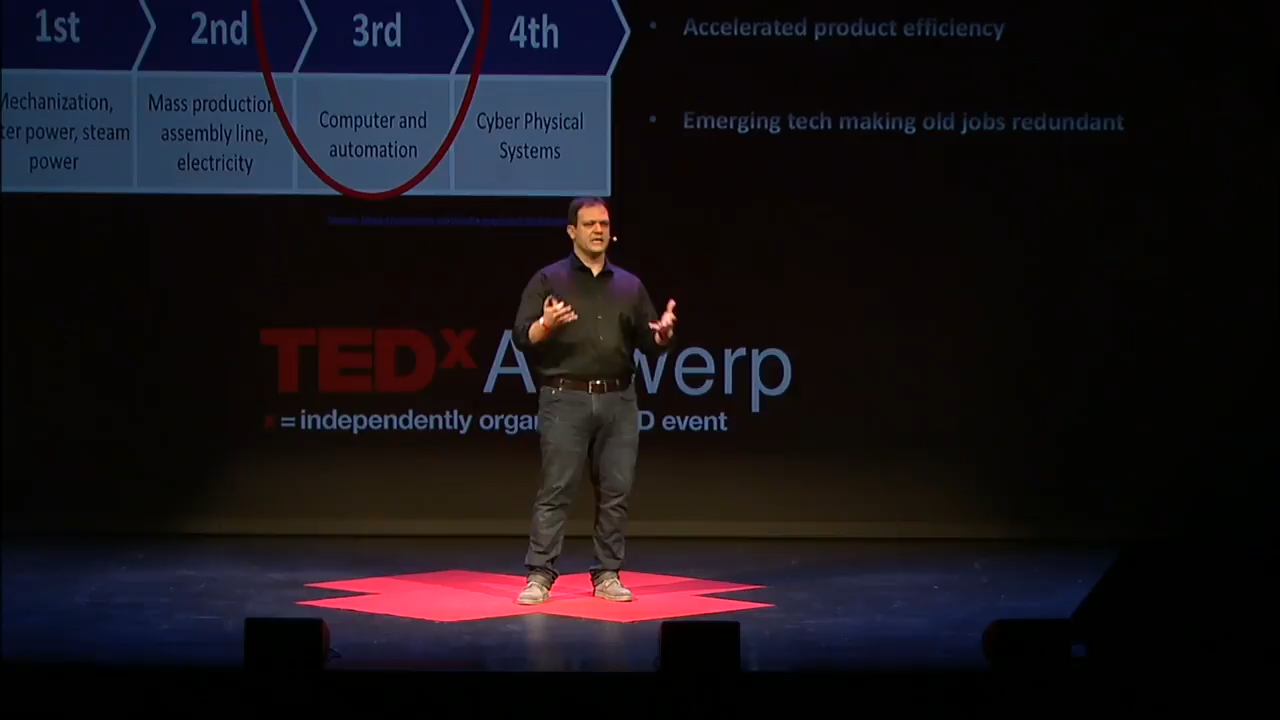 1st
2nd
3rd
4th
Mechanization,
ter power, steam
power
Mass production
assembly line,
electricity
Computer and
automation
Cyber Physical
Systems
• Accelerated product efficiency
• Emerging tech making old jobs redundant
TEDx A werp
x = independently orga D event